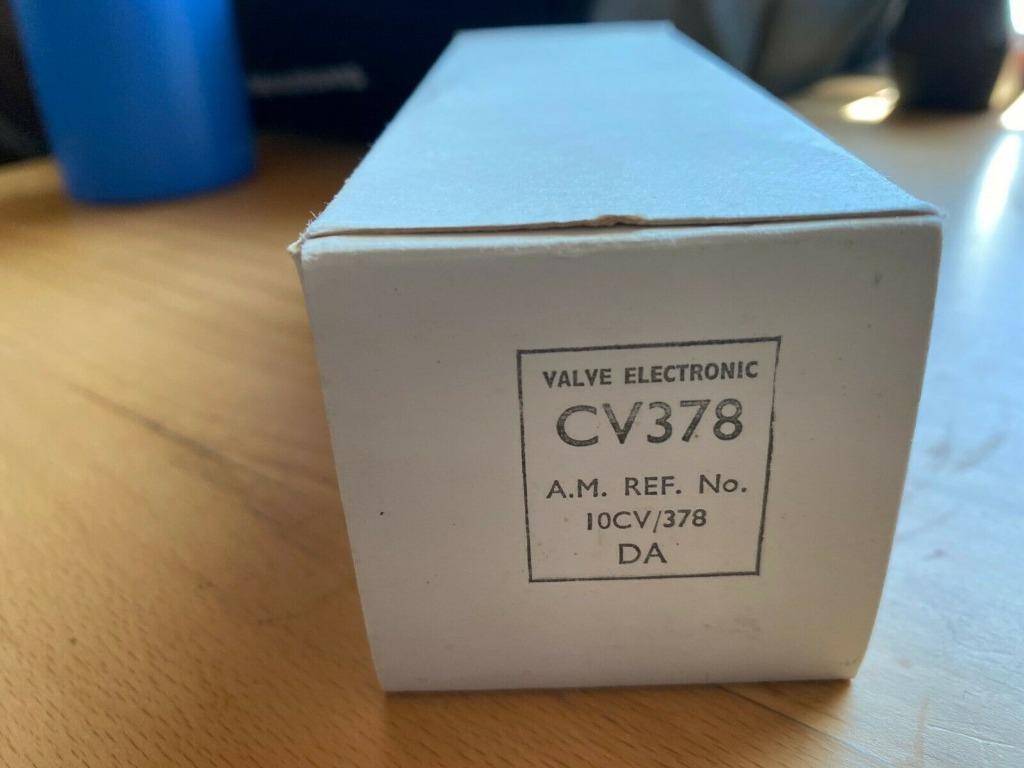 VALVE ELECTRONIC
CV378
A.M. REF. No.
10CV/378
DA